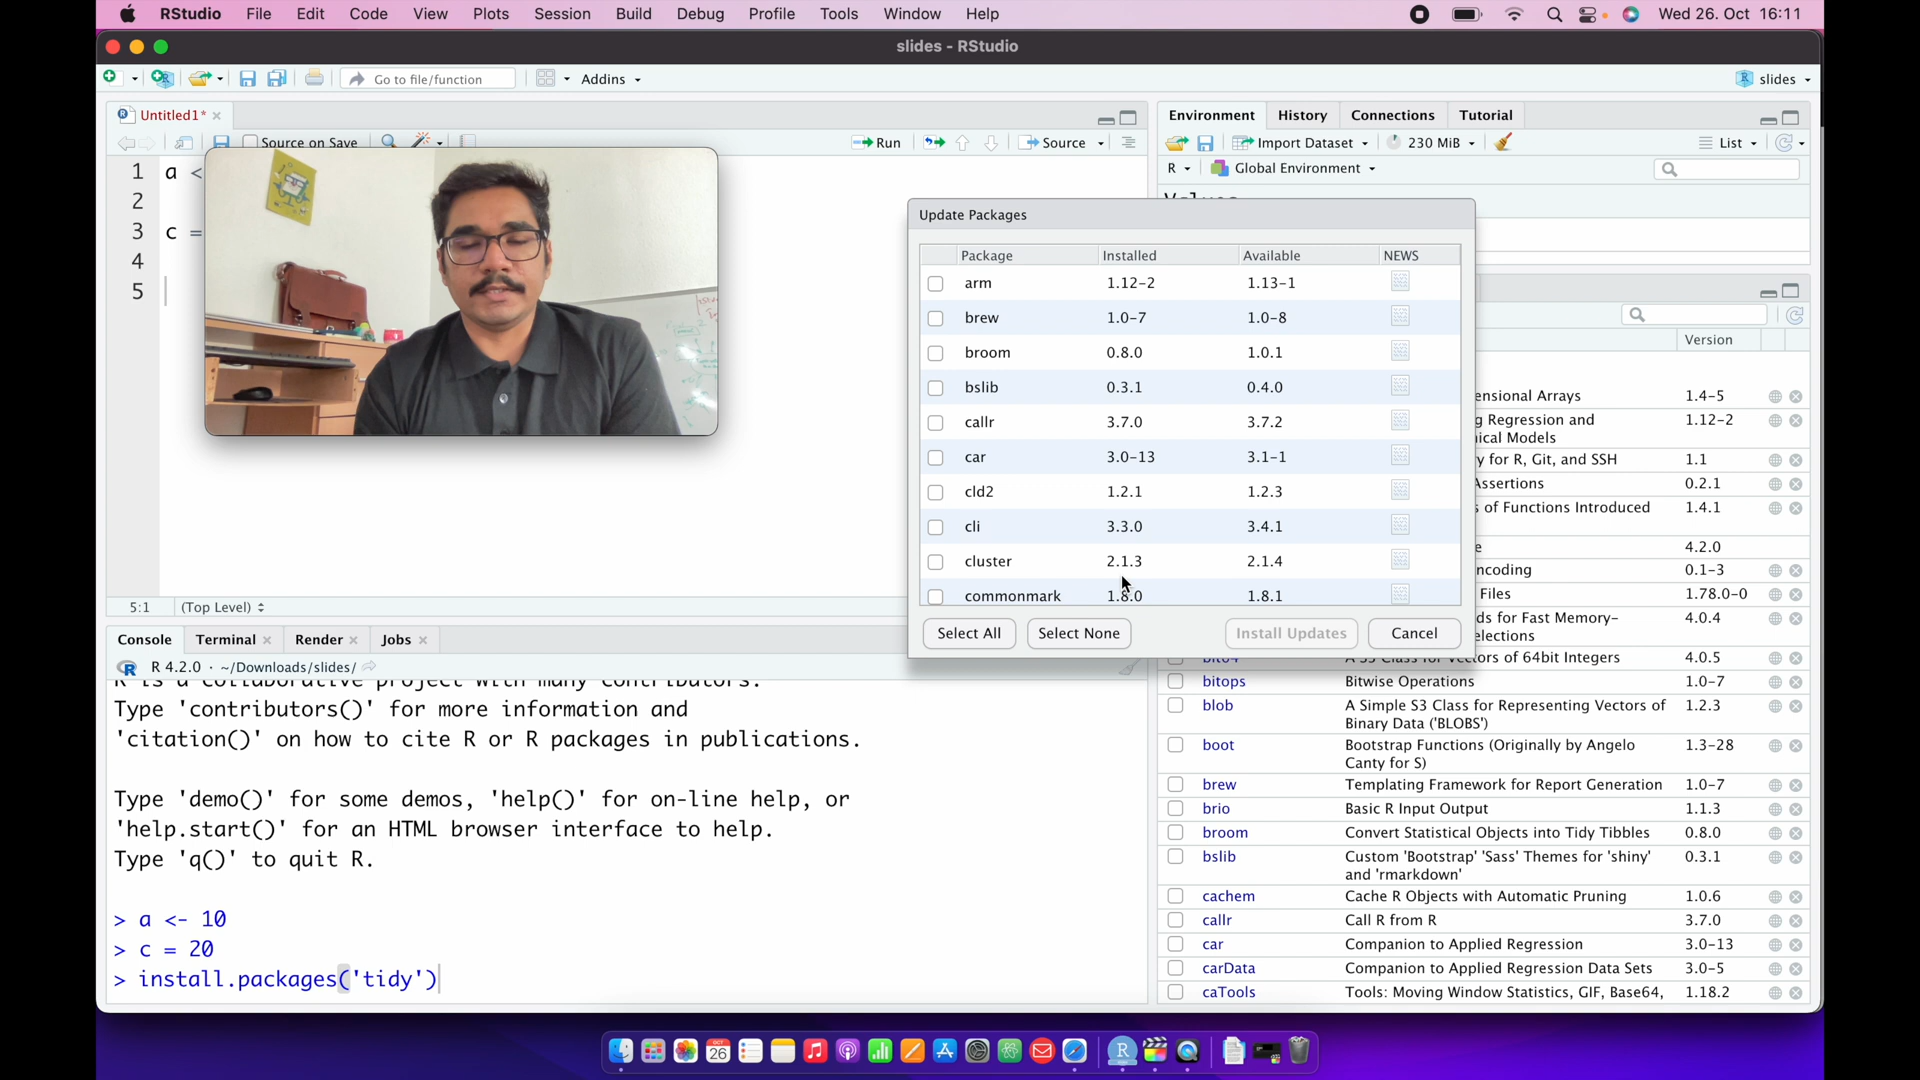 RStudio File Edit Code View Plots Session Build Debug Profile Tools Window Help Wed 26. Oct 16:11
slides - RStudio
Go to file/function Addins slides
Untitled1*
Source on Save Run Source
1 a <
2
3 c =
4
5
5:1 (Top Level)
Environment History Connections Tutorial
Import Dataset 230 MiB List
R Global Environment
Update Packages
Package Installed Available NEWS
arm 1.12-2 1.13-1
brew 1.0-7 1.0-8
broom 0.8.0 1.0.1
bslib 0.3.1 0.4.0
callr 3.7.0 3.7.2
car 3.0-13 3.1-1
cld2 1.2.1 1.2.3
cli 3.3.0 3.4.1
cluster 2.1.3 2.1.4
commonmark 1.8.0 1.8.1
Select All Select None Install Updates Cancel
Version
ensional Arrays 1.4-5
g Regression and 1.12-2
ical Models
y for R, Git, and SSH 1.1
Assertions 0.2.1
s of Functions Introduced 1.4.1
e 4.2.0
ncoding 0.1-3
Files 1.78.0-0
ds for Fast Memory- 4.0.4
elections
bit64 A S3 Class for Vectors of 64bit Integers 4.0.5
bitops Bitwise Operations 1.0-7
blob A Simple S3 Class for Representing Vectors of 1.2.3
Binary Data ('BLOBS')
boot Bootstrap Functions (Originally by Angelo 1.3-28
Canty for S)
brew Templating Framework for Report Generation 1.0-7
brio Basic R Input Output 1.1.3
broom Convert Statistical Objects into Tidy Tibbles 0.8.0
bslib Custom 'Bootstrap' 'Sass' Themes for 'shiny' 0.3.1
and 'rmarkdown'
cachem Cache R Objects with Automatic Pruning 1.0.6
callr Call R from R 3.7.0
car Companion to Applied Regression 3.0-13
carData Companion to Applied Regression Data Sets 3.0-5
caTools Tools: Moving Window Statistics, GIF, Base64, 1.18.2
Console Terminal Render Jobs
R 4.2.0 · ~/Downloads/slides/
R is a collaborative project with many contributors.
Type 'contributors()' for more information and
'citation()' on how to cite R or R packages in publications.
Type 'demo()' for some demos, 'help()' for on-line help, or
'help.start()' for an HTML browser interface to help.
Type 'q()' to quit R.
> a <- 10
> c = 20
> install.packages('tidy')
OCT
26